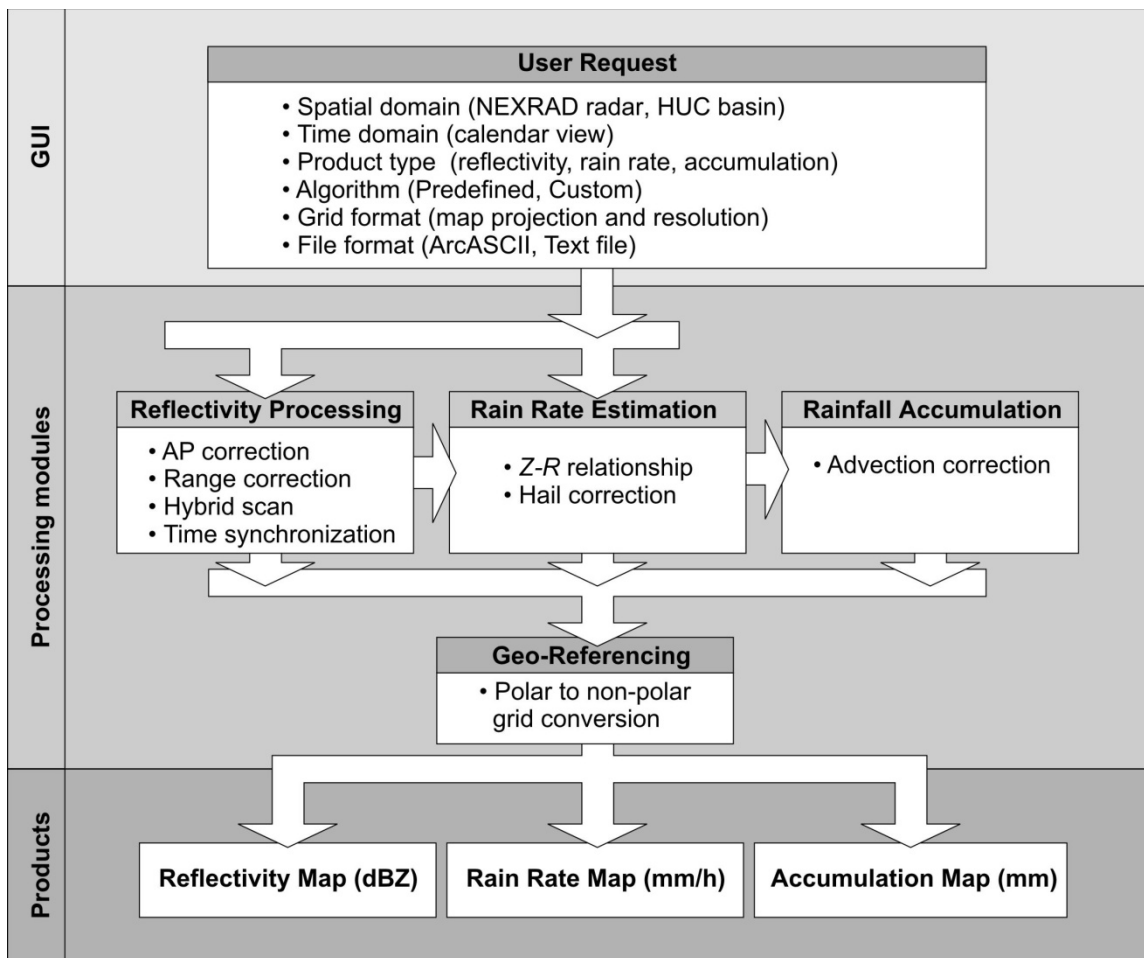 GUI
User Request
• Spatial domain (NEXRAD radar, HUC basin)
• Time domain (calendar view)
• Product type (reflectivity, rain rate, accumulation)
• Algorithm (Predefined, Custom)
• Grid format (map projection and resolution)
• File format (ArcASCII, Text file)
Processing modules
Reflectivity Processing
• AP correction
• Range correction
• Hybrid scan
• Time synchronization
Rain Rate Estimation
• Z-R relationship
• Hail correction
Rainfall Accumulation
• Advection correction
Geo-Referencing
• Polar to non-polar
grid conversion
Products
Reflectivity Map (dBZ)
Rain Rate Map (mm/h)
Accumulation Map (mm)